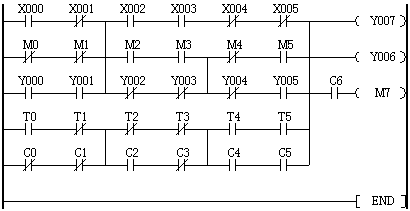 X000 X001 X002 X003 X004 X005 Y007
M0 M1 M2 M3 M4 M5 Y006
Y000 Y001 Y002 Y003 Y004 Y005 C6 M7
T0 T1 T2 T3 T4 T5
C0 C1 C2 C3 C4 C5
END